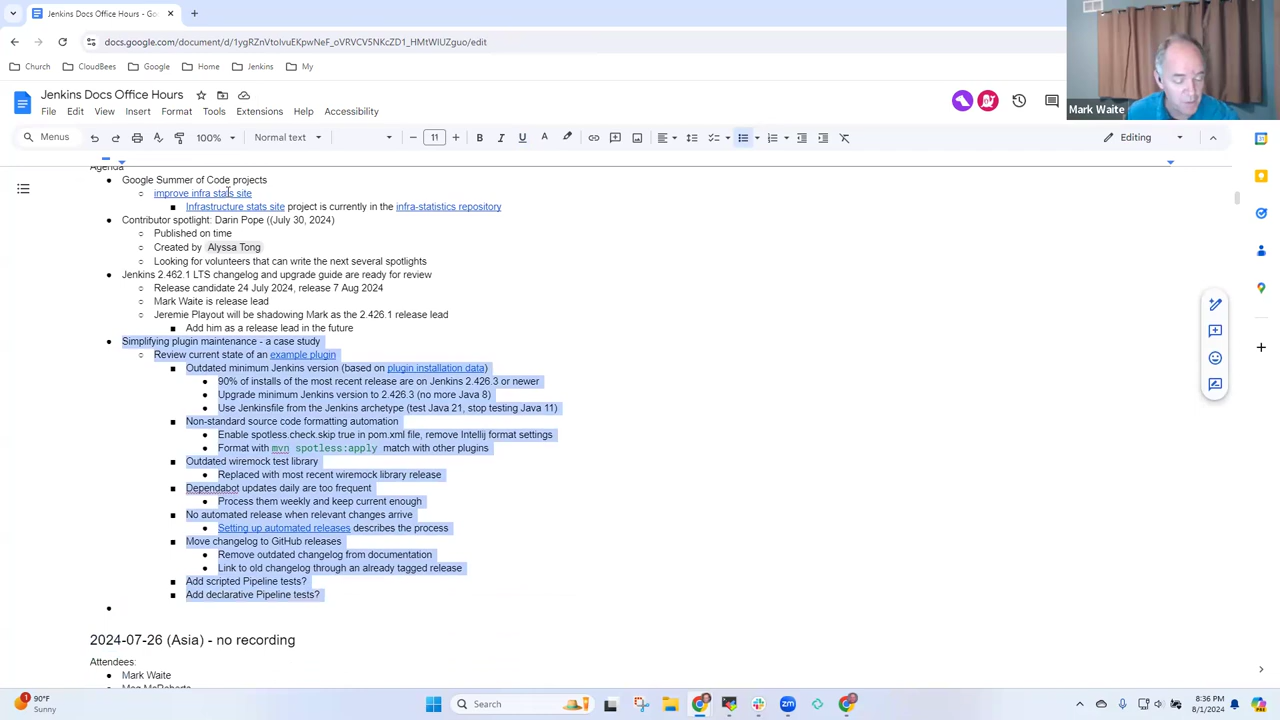 Jenkins Docs Office Hours - Go
docs.google.com/document/d/1ygRZnVtolvuEKpwNeF_oVRVCV5NKcZD1_HMtWIUZguo/edit
Church
CloudBees
Google
Home
Jenkins
My
Mark Waite
Jenkins Docs Office Hours
File Edit View Insert Format Tools Extensions Help Accessibility
Menus 100% Normal text 11 Editing
Agenda
Google Summer of Code projects
improve infra stats site
Infrastructure stats site project is currently in the infra-statistics repository
Contributor spotlight: Darin Pope ((July 30, 2024)
Published on time
Created by Alyssa Tong
Looking for volunteers that can write the next several spotlights
Jenkins 2.462.1 LTS changelog and upgrade guide are ready for review
Release candidate 24 July 2024, release 7 Aug 2024
Mark Waite is release lead
Jeremie Playout will be shadowing Mark as the 2.426.1 release lead
Add him as a release lead in the future
Simplifying plugin maintenance - a case study
Review current state of an example plugin
Outdated minimum Jenkins version (based on plugin installation data)
90% of installs of the most recent release are on Jenkins 2.426.3 or newer
Upgrade minimum Jenkins version to 2.426.3 (no more Java 8)
Use Jenkinsfile from the Jenkins archetype (test Java 21, stop testing Java 11)
Non-standard source code formatting automation
Enable spotless.check.skip true in pom.xml file, remove Intellij format settings
Format with mvn spotless:apply match with other plugins
Outdated wiremock test library
Replaced with most recent wiremock library release
Dependabot updates daily are too frequent
Process them weekly and keep current enough
No automated release when relevant changes arrive
Setting up automated releases describes the process
Move changelog to GitHub releases
Remove outdated changelog from documentation
Link to old changelog through an already tagged release
Add scripted Pipeline tests?
Add declarative Pipeline tests?
2024-07-26 (Asia) - no recording
Attendees:
Mark Waite
Meg McRoberts
90°F
Sunny
Search
8:36 PM
8/1/2024